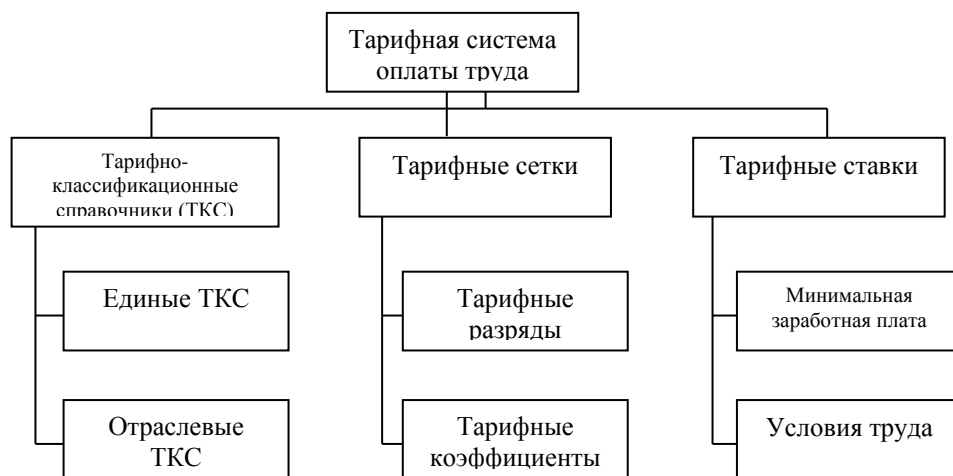 Тарифная система
оплаты труда
Тарифно-
классификационные
справочники (ТКС)
Тарифные сетки
Тарифные ставки
Единые ТКС
Тарифные
разряды
Минимальная
заработная плата
Отраслевые
ТКС
Тарифные
коэффициенты
Условия труда